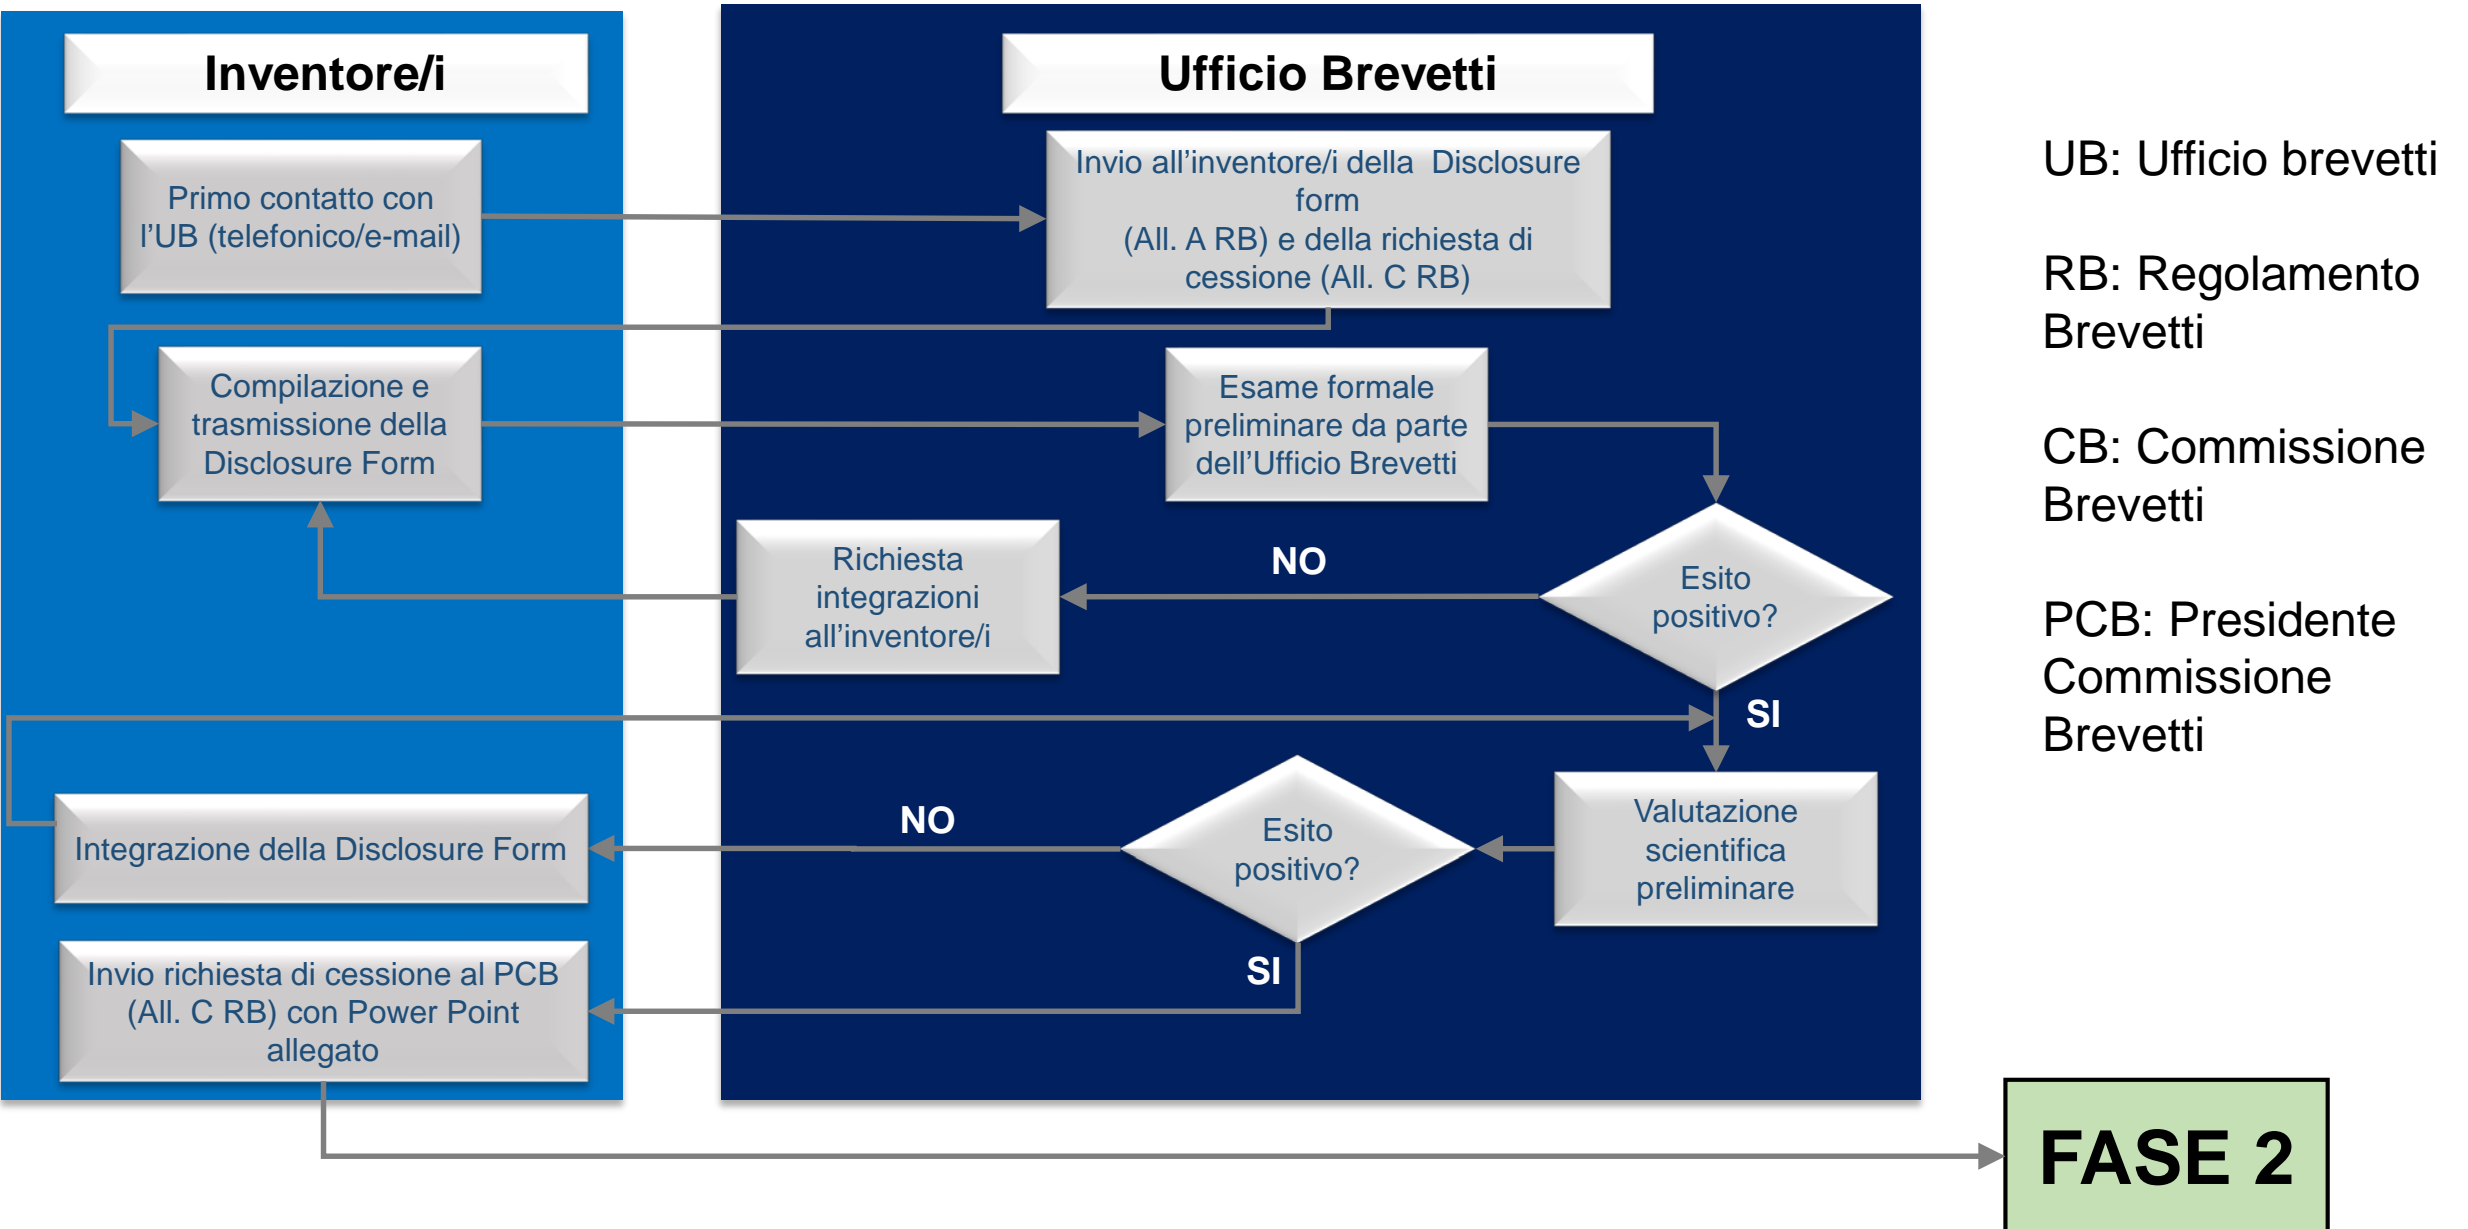 Inventore/i
Ufficio Brevetti
Primo contatto con
l'UB (telefonico/e-mail)
Invio all'inventore/i della  Disclosure
form
(All. A RB) e della richiesta di
cessione (All. C RB)
Compilazione e
trasmissione della
Disclosure Form
Esame formale
preliminare da parte
dell'Ufficio Brevetti
Richiesta
integrazioni
all'inventore/i
NO
Esito
positivo?
SI
Integrazione della Disclosure Form
NO
Esito
positivo?
Valutazione
scientifica
preliminare
SI
Invio richiesta di cessione al PCB
(All. C RB) con Power Point
allegato
UB: Ufficio brevetti
RB: Regolamento
Brevetti
CB: Commissione
Brevetti
PCB: Presidente
Commissione
Brevetti
FASE 2